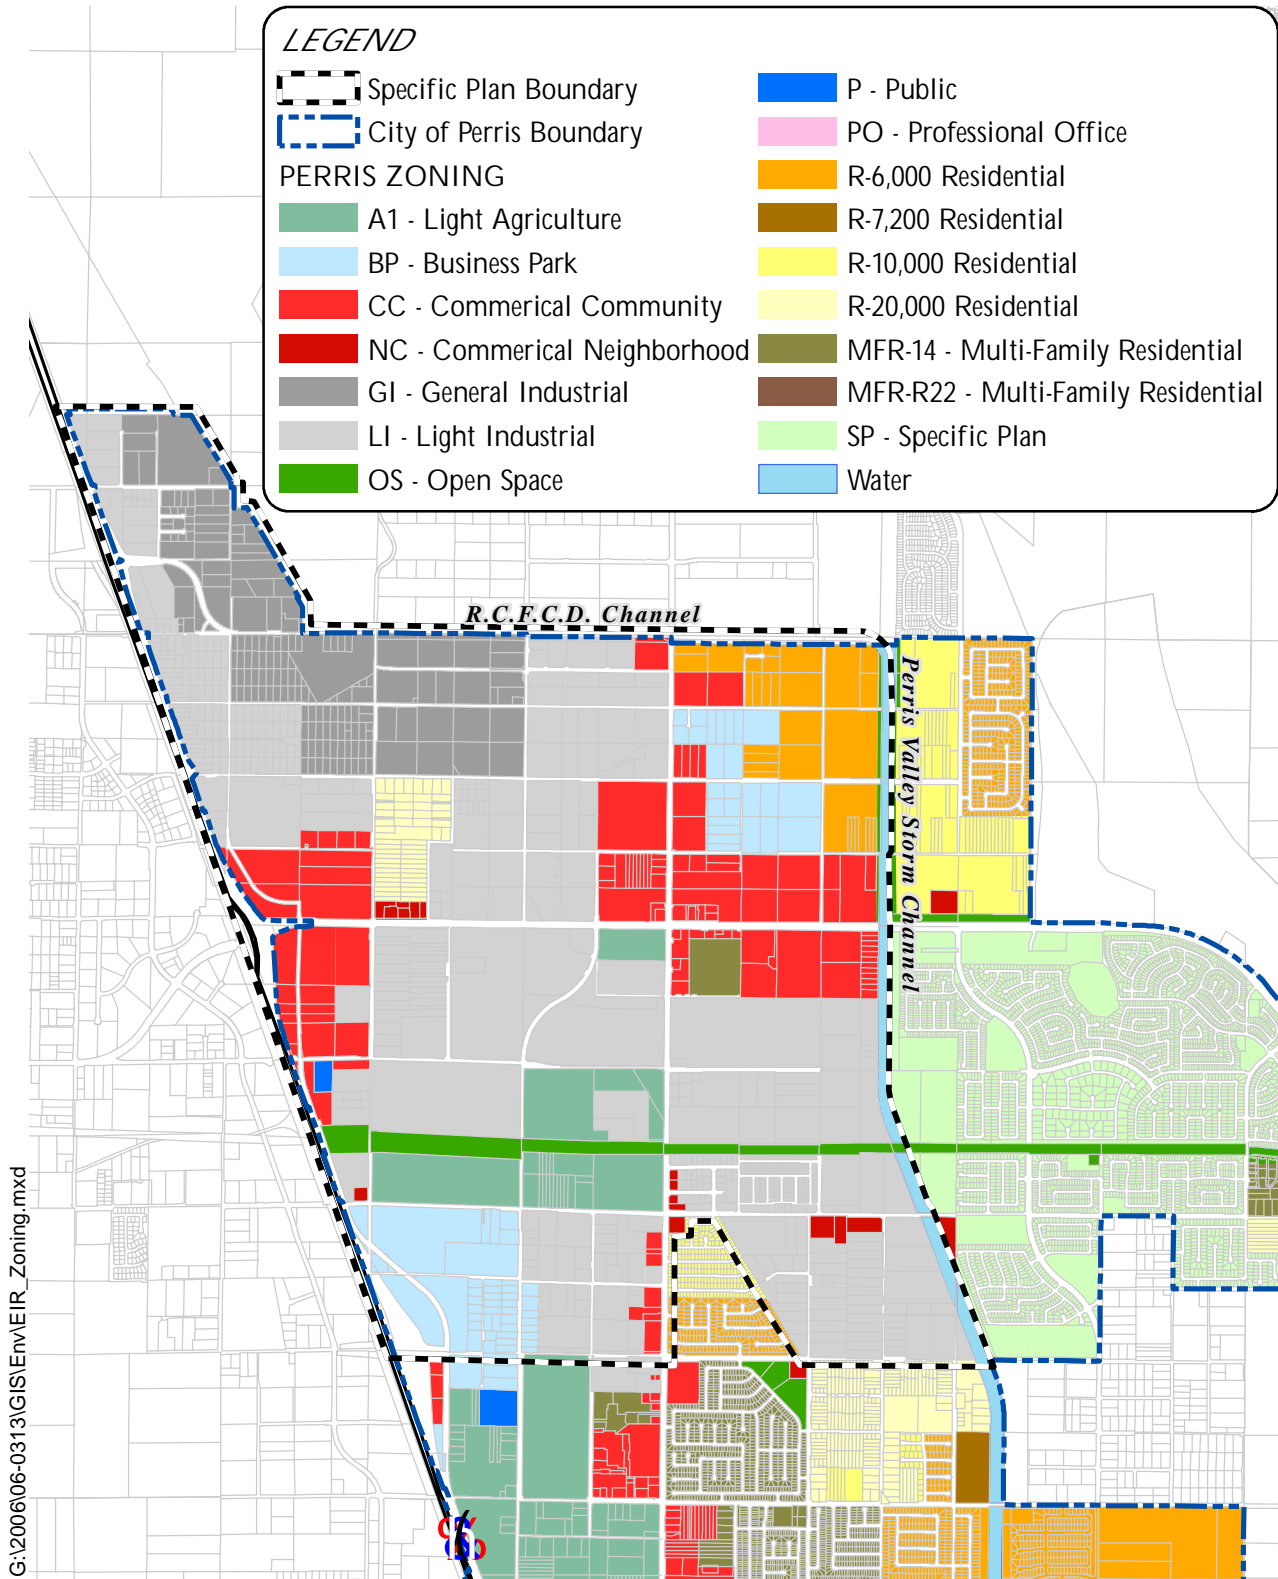 LEGEND
Specific Plan Boundary
City of Perris Boundary
PERRIS ZONING
A1 - Light Agriculture
BP - Business Park
CC - Commerical Community
NC - Commerical Neighborhood
GI - General Industrial
LI - Light Industrial
OS - Open Space
P - Public
PO - Professional Office
R-6,000 Residential
R-7,200 Residential
R-10,000 Residential
R-20,000 Residential
MFR-14 - Multi-Family Residential
MFR-R22 - Multi-Family Residential
SP - Specific Plan
Water
R.C.F.C.D. Channel
Perris Valley Storm Channel
G:\2006\06-0313\GIS\Env\EIR_Zoning.mxd